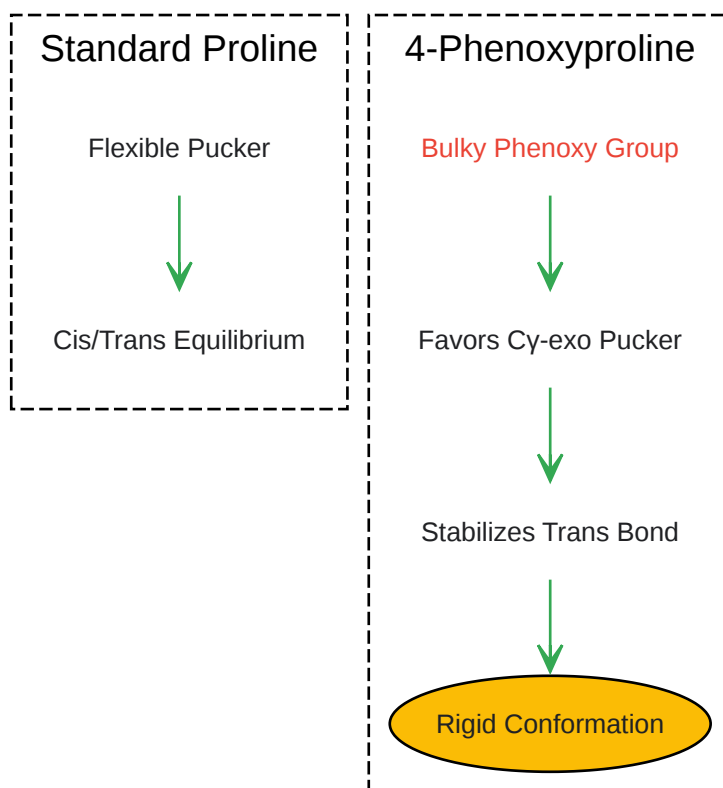 Standard Proline
Flexible Pucker
Cis/Trans Equilibrium
4-Phenoxyproline
Bulky Phenoxy Group
Favors Cγ-exo Pucker
Stabilizes Trans Bond
Rigid Conformation